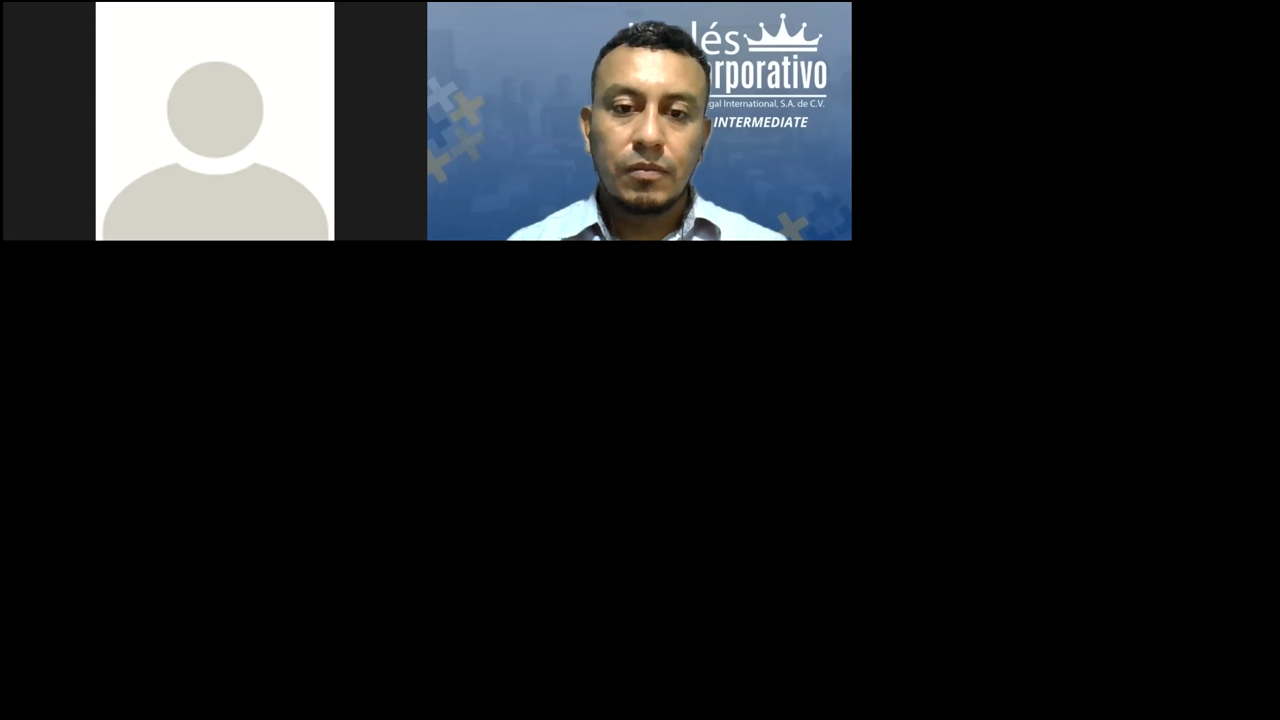 lés
rporativo
gal International, S.A. de C.V.
INTERMEDIATE